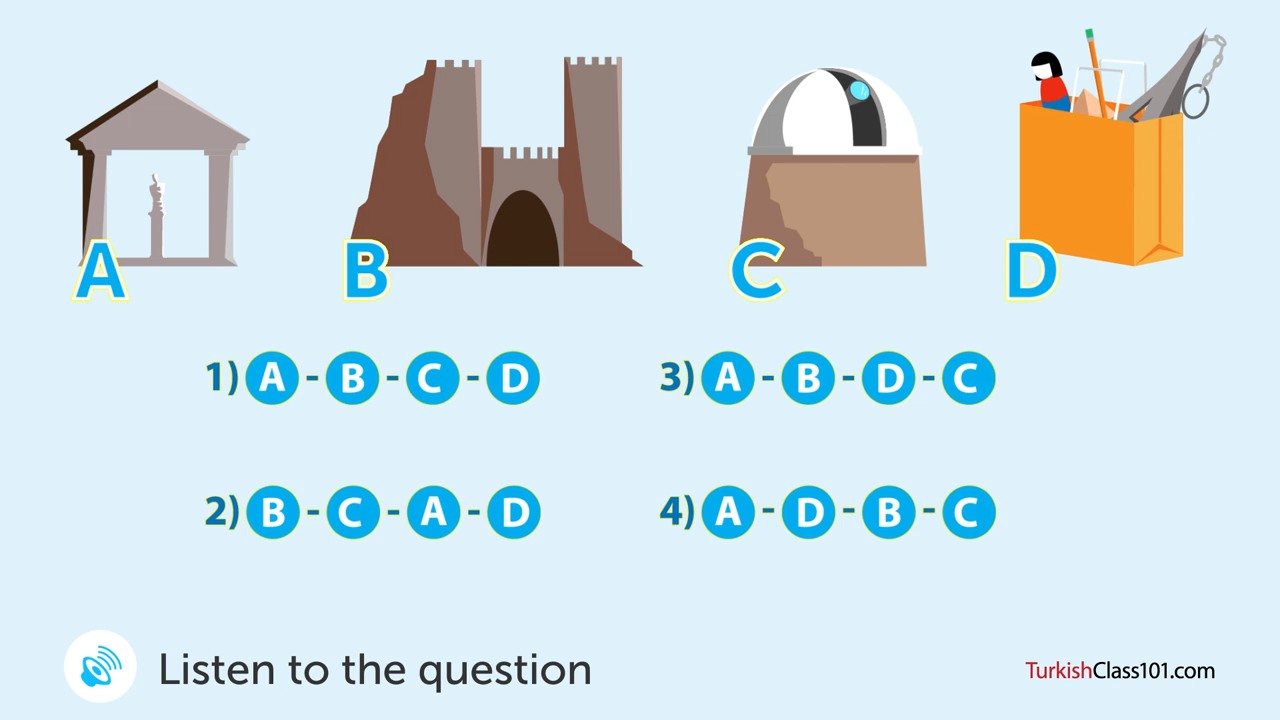 A B C D
1) A - B - C - D
3) A - B - D - C
2) B - C - A - D
4) A - D - B - C
Listen to the question
TurkishClass101.com